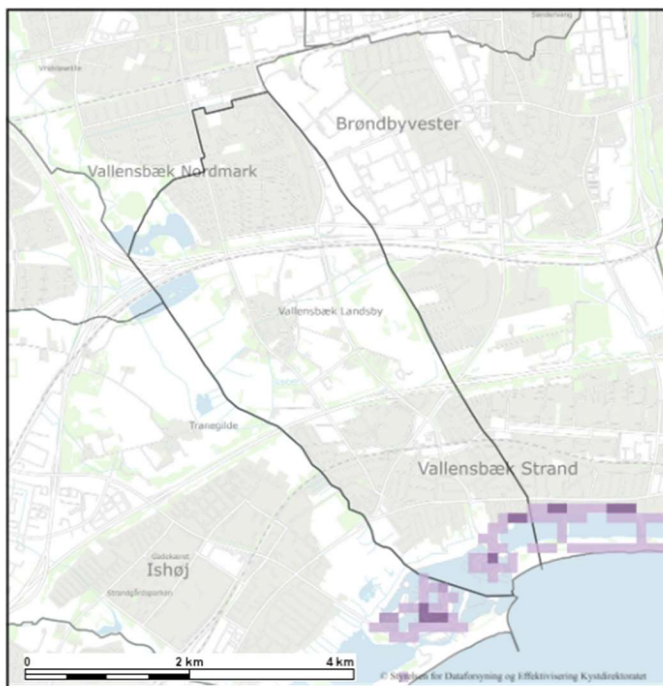 Brøndbyvester
Vallensbæk Nordmark
Vallensbæk Landsby
Tranegilde
Vallensbæk Strand
Ishøj
Strandgårdsparken
0 2 km 4 km
© Styrelsen for Dataforsyning og Effektivisering Kystdirektoratet